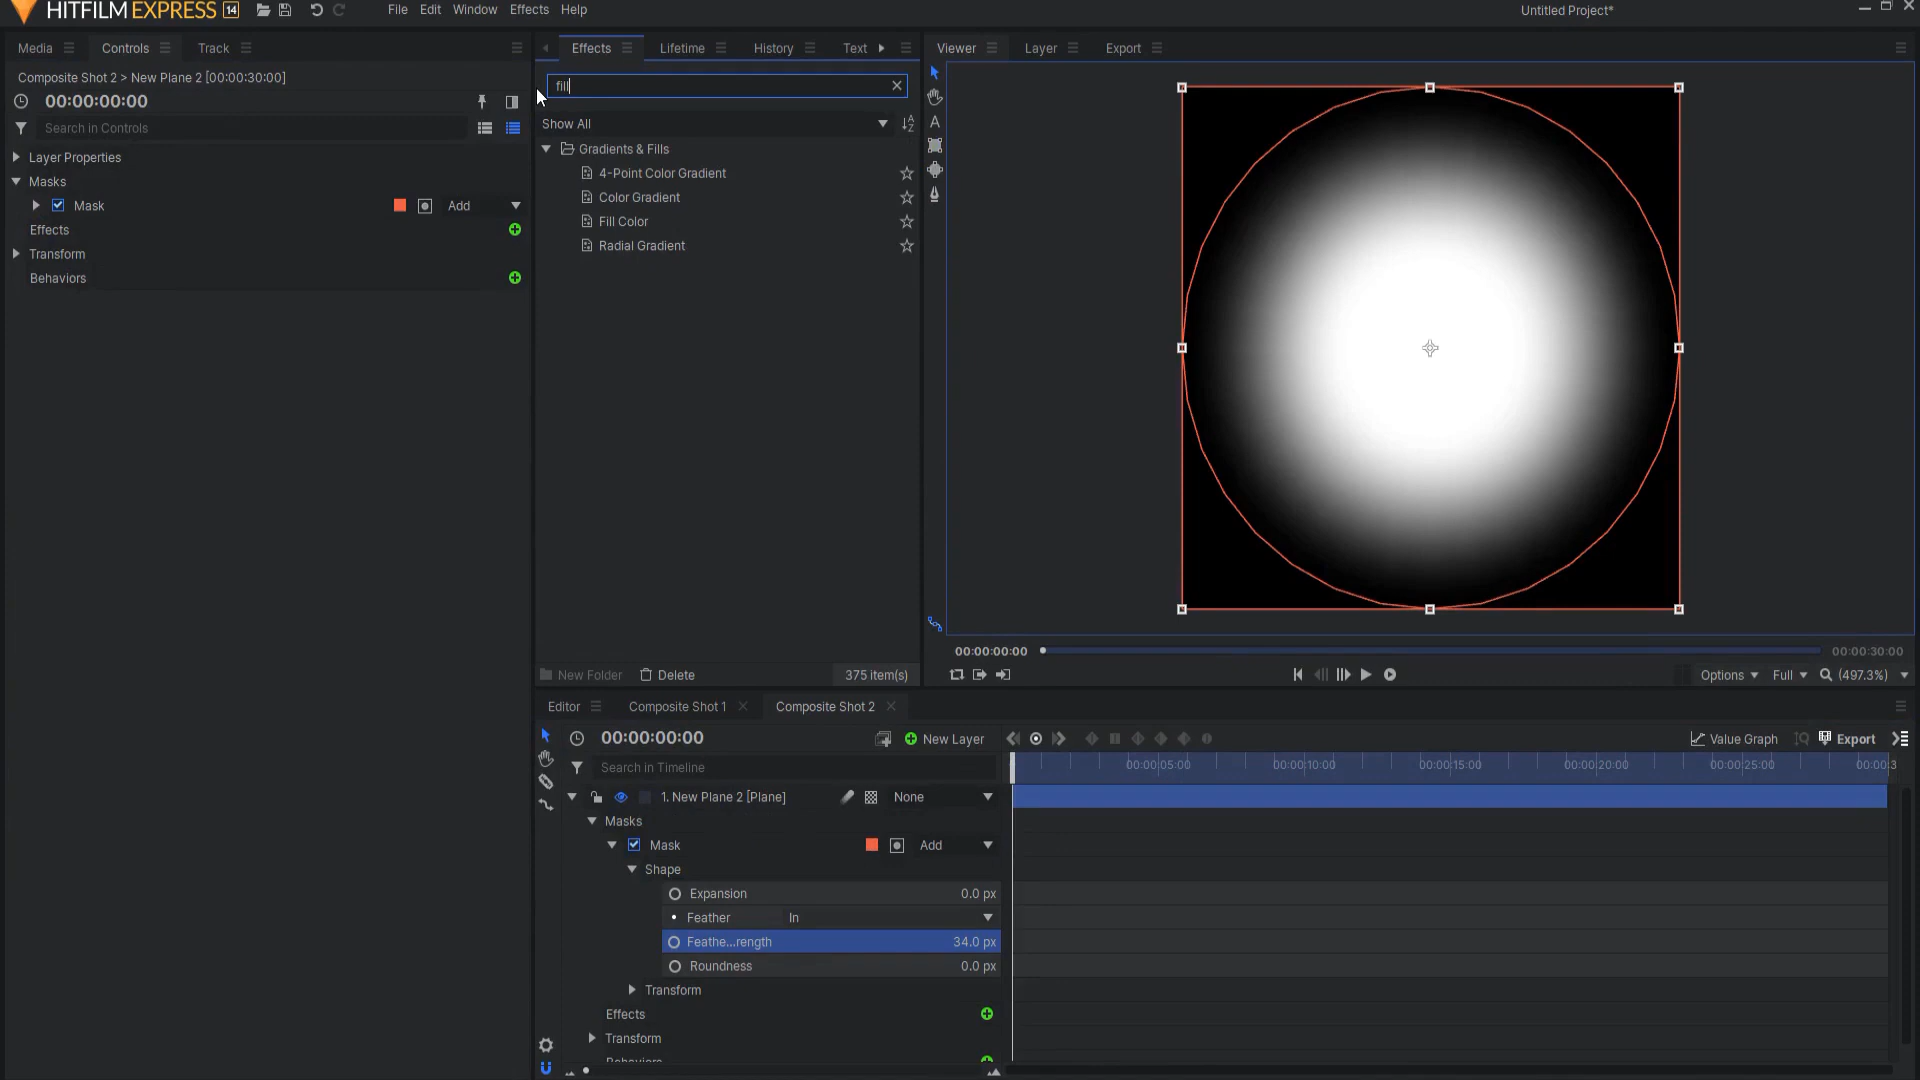 HITFILM EXPRESS 14 File Edit Window Effects Help Untitled Project*
Media Controls Track Effects Lifetime History Text Viewer Layer Export
Composite Shot 2 > New Plane 2 [00:00:30:00]
fill
00:00:00:00
Search in Controls
Show All
Layer Properties
Gradients & Fills
Masks
4-Point Color Gradient
Mask Add
Color Gradient
Effects
Fill Color
Transform
Radial Gradient
Behaviors
00:00:00:00 00:00:30:00
New Folder Delete 375 item(s)
Options Full (497.3%)
Editor Composite Shot 1 Composite Shot 2
00:00:00:00 New Layer Value Graph Export
Search in Timeline
00:00:05:00 00:00:10:00 00:00:15:00 00:00:20:00 00:00:25:00 00:00:3
1. New Plane 2 [Plane] None
Masks
Mask Add
Shape
Expansion 0.0 px
Feather In
Feathe...rength 34.0 px
Roundness 0.0 px
Transform
Effects
Transform
Behaviors